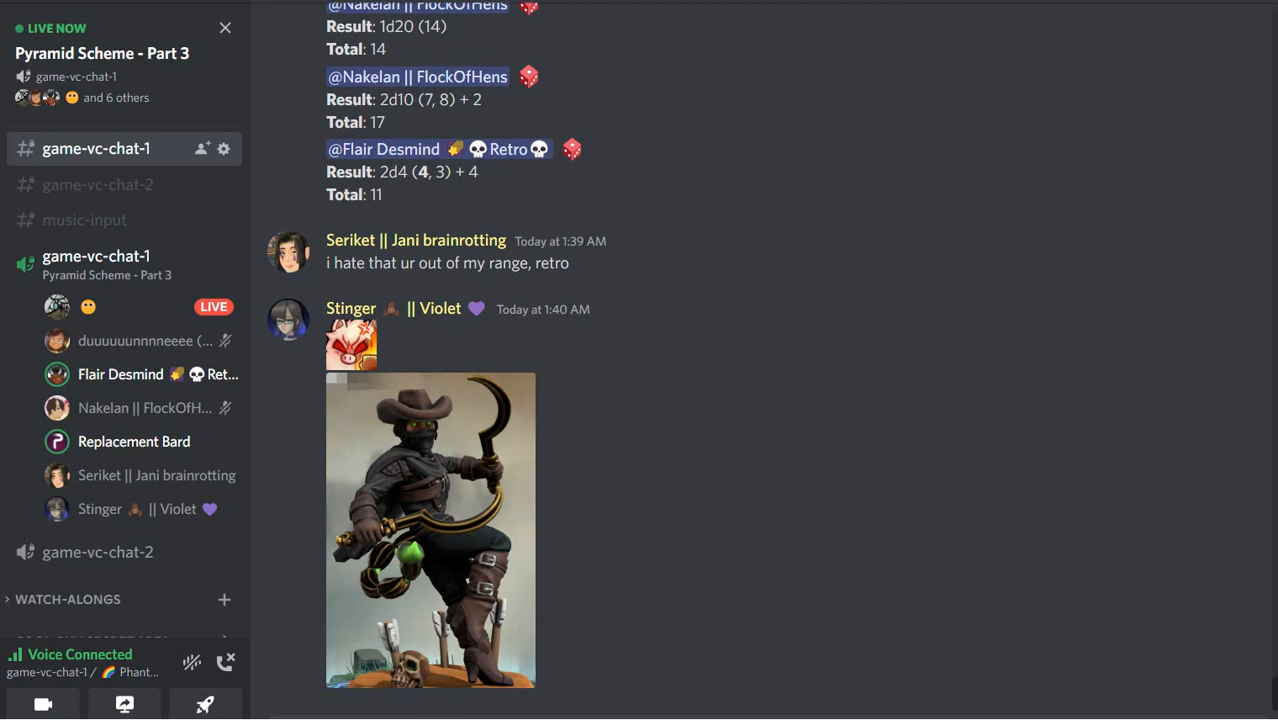 LIVE NOW
Pyramid Scheme - Part 3
game-vc-chat-1
and 6 others
game-vc-chat-1
game-vc-chat-2
music-input
game-vc-chat-1
Pyramid Scheme - Part 3
LIVE
duuuuuunnnneeee (...
Flair Desmind Ret...
Nakelan || FlockOfH...
Replacement Bard
Seriket || Jani brainrotting
Stinger || Violet
game-vc-chat-2
WATCH-ALONGS
Voice Connected
game-vc-chat-1 / Phant...
@Nakelan || FlockOfHens
Result: 1d20 (14)
Total: 14
@Nakelan || FlockOfHens
Result: 2d10 (7, 8) + 2
Total: 17
@Flair Desmind Retro
Result: 2d4 (4, 3) + 4
Total: 11
Seriket || Jani brainrotting Today at 1:39 AM
i hate that ur out of my range, retro
Stinger || Violet Today at 1:40 AM